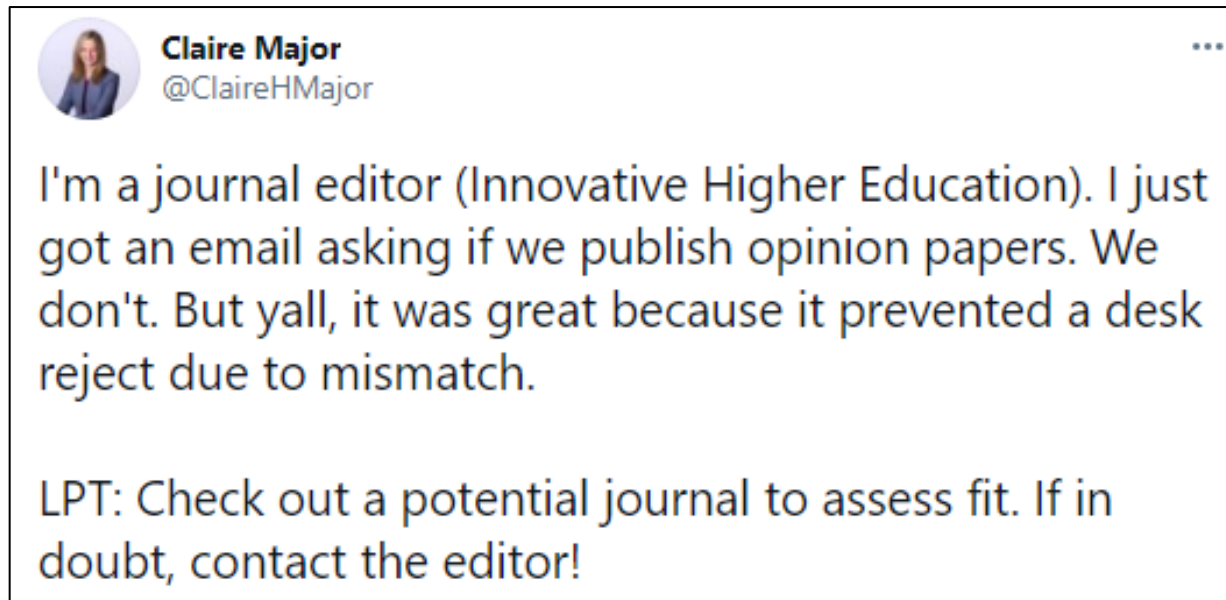 Claire Major
@ClaireHMajor
I'm a journal editor (Innovative Higher Education). I just
got an email asking if we publish opinion papers. We
don't. But yall, it was great because it prevented a desk
reject due to mismatch.
LPT: Check out a potential journal to assess fit. If in
doubt, contact the editor!